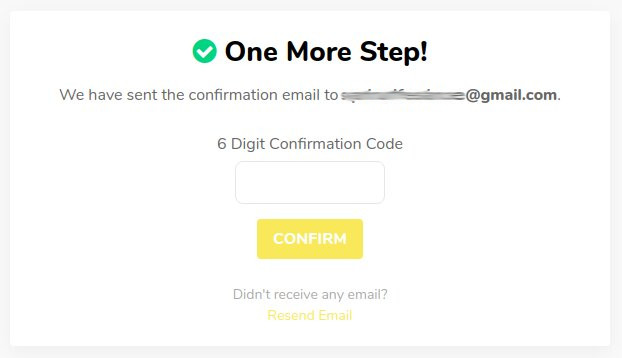 One More Step!
We have sent the confirmation email to @gmail.com.
6 Digit Confirmation Code
CONFIRM
Didn't receive any email?
Resend Email